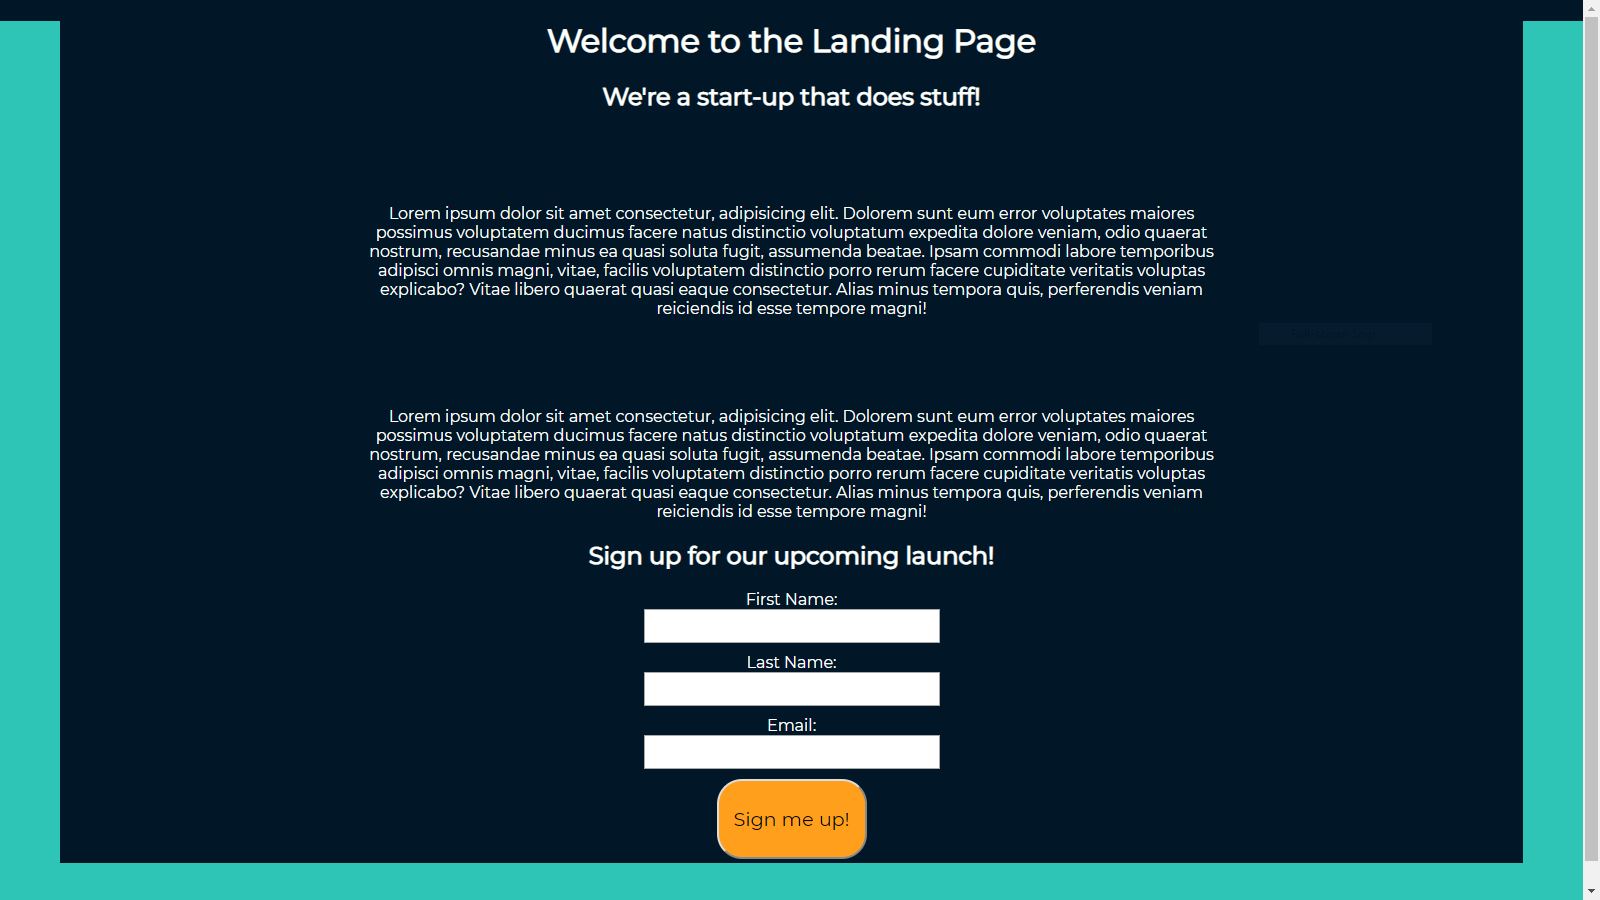 Welcome to the Landing Page
We're a start-up that does stuff!
Lorem ipsum dolor sit amet consectetur, adipisicing elit. Dolorem sunt eum error voluptates maiores
possimus voluptatem ducimus facere natus distinctio voluptatum expedita dolore veniam, odio quaerat
nostrum, recusandae minus ea quasi soluta fugit, assumenda beatae. Ipsam commodi labore temporibus
adipisci omnis magni, vitae, facilis voluptatem distinctio porro rerum facere cupiditate veritatis voluptas
explicabo? Vitae libero quaerat quasi eaque consectetur. Alias minus tempora quis, perferendis veniam
reiciendis id esse tempore magni!
Lorem ipsum dolor sit amet consectetur, adipisicing elit. Dolorem sunt eum error voluptates maiores
possimus voluptatem ducimus facere natus distinctio voluptatum expedita dolore veniam, odio quaerat
nostrum, recusandae minus ea quasi soluta fugit, assumenda beatae. Ipsam commodi labore temporibus
adipisci omnis magni, vitae, facilis voluptatem distinctio porro rerum facere cupiditate veritatis voluptas
explicabo? Vitae libero quaerat quasi eaque consectetur. Alias minus tempora quis, perferendis veniam
reiciendis id esse tempore magni!
Sign up for our upcoming launch!
First Name:
Last Name:
Email:
Sign me up!